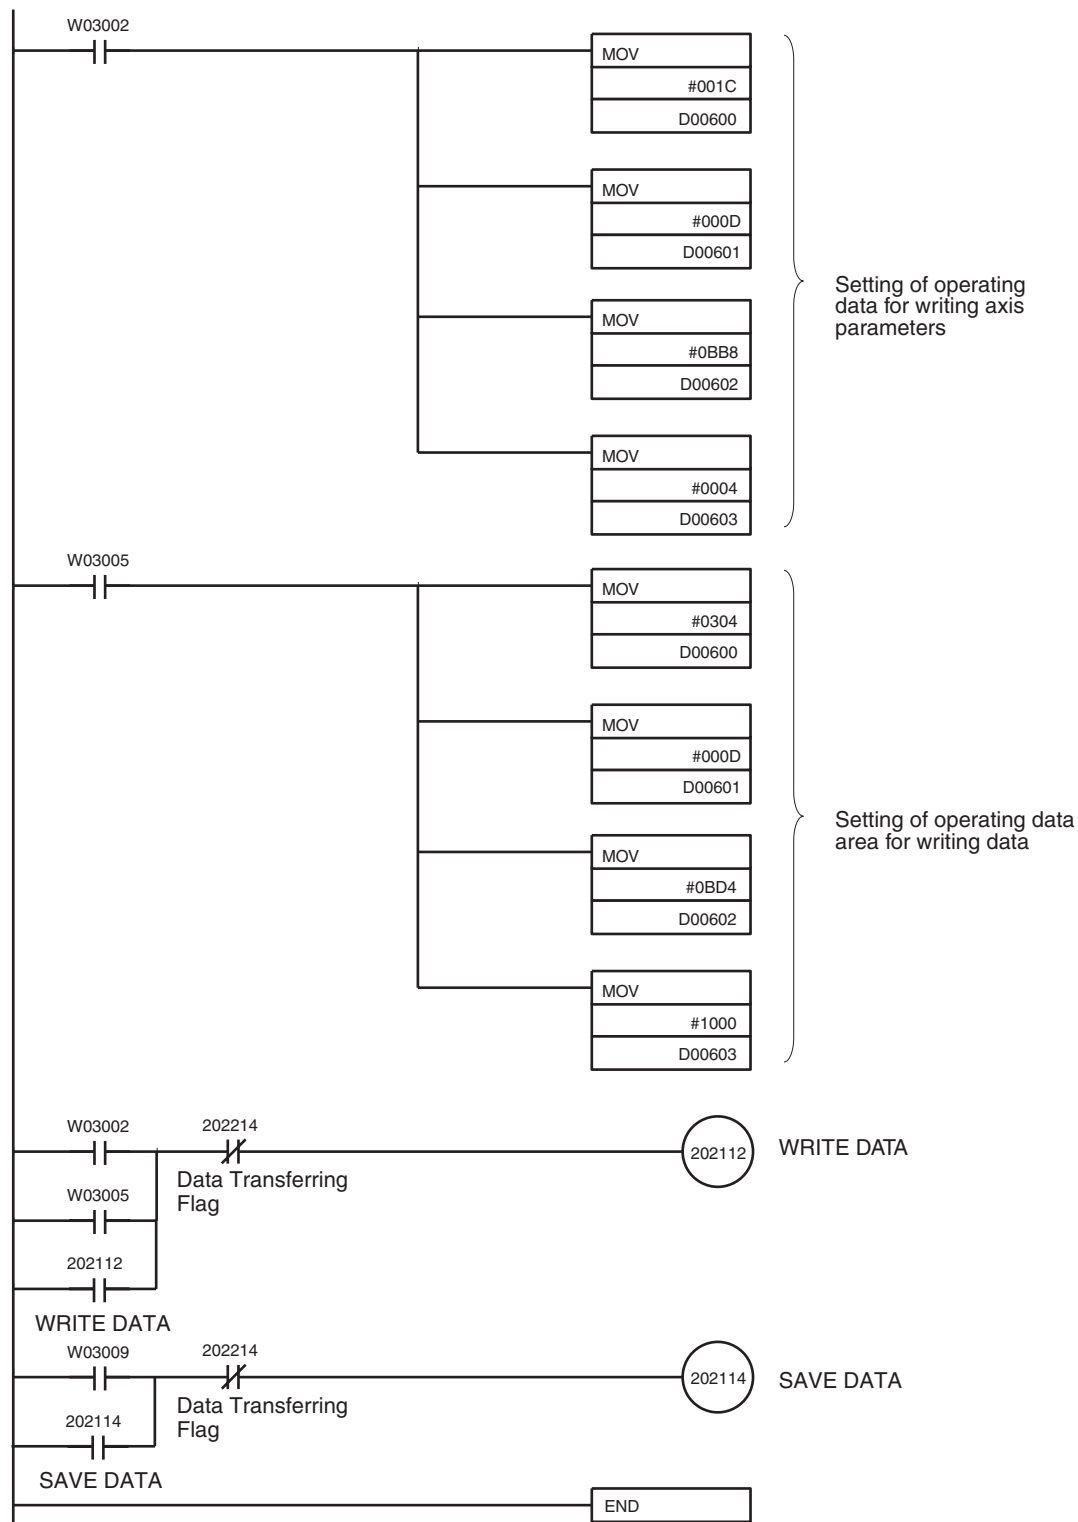 W03002
MOV
#001C
D00600
MOV
#000D
D00601
MOV
#0BB8
D00602
MOV
#0004
D00603
Setting of operating
data for writing axis
parameters
W03005
MOV
#0304
D00600
MOV
#000D
D00601
MOV
#0BD4
D00602
MOV
#1000
D00603
Setting of operating data
area for writing data
W03002
202214
202112
WRITE DATA
Data Transferring
Flag
W03005
202112
WRITE DATA
W03009
202214
202114
SAVE DATA
Data Transferring
Flag
202114
SAVE DATA
END